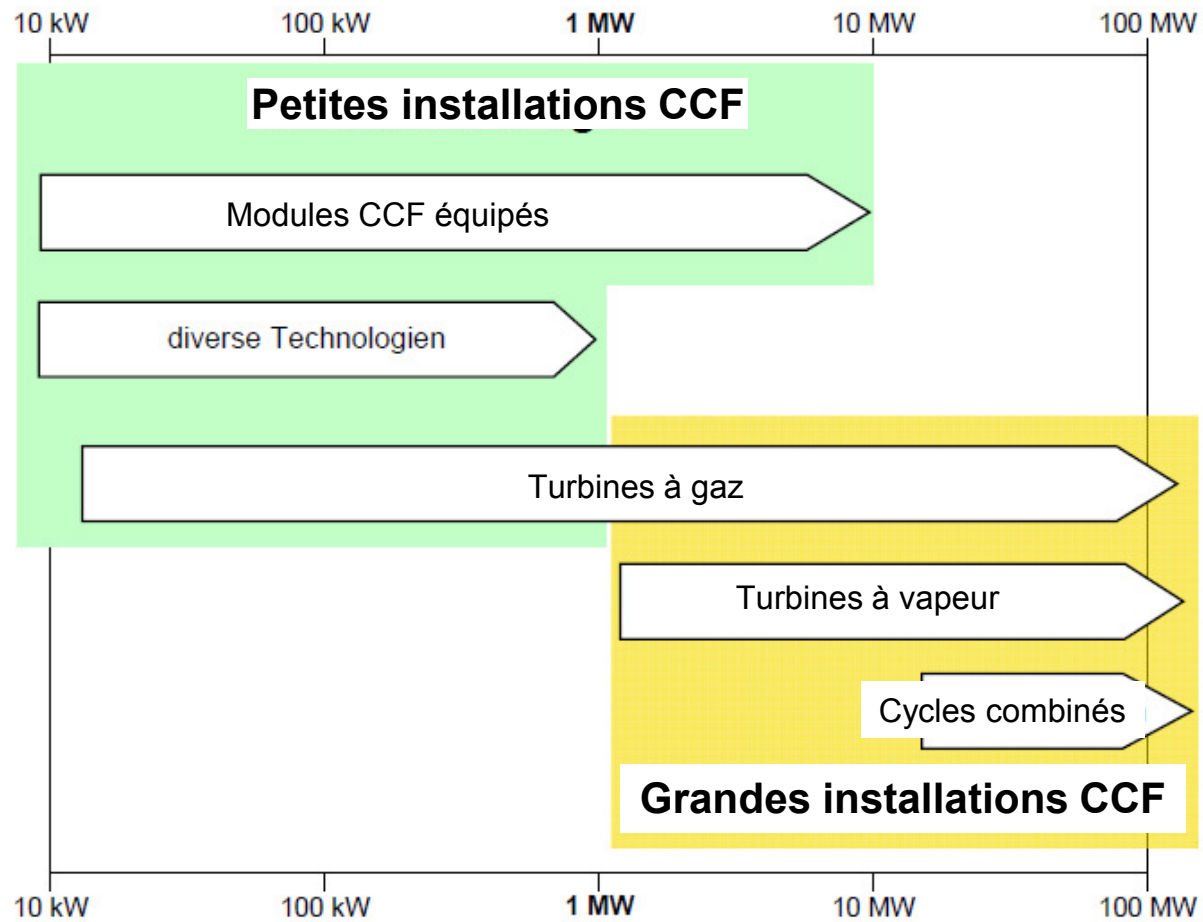 10 kW 100 kW 1 MW 10 MW 100 MW
Petites installations CCF
Modules CCF équipés
diverse Technologien
Turbines à gaz
Turbines à vapeur
Cycles combinés
Grandes installations CCF
10 kW 100 kW 1 MW 10 MW 100 MW